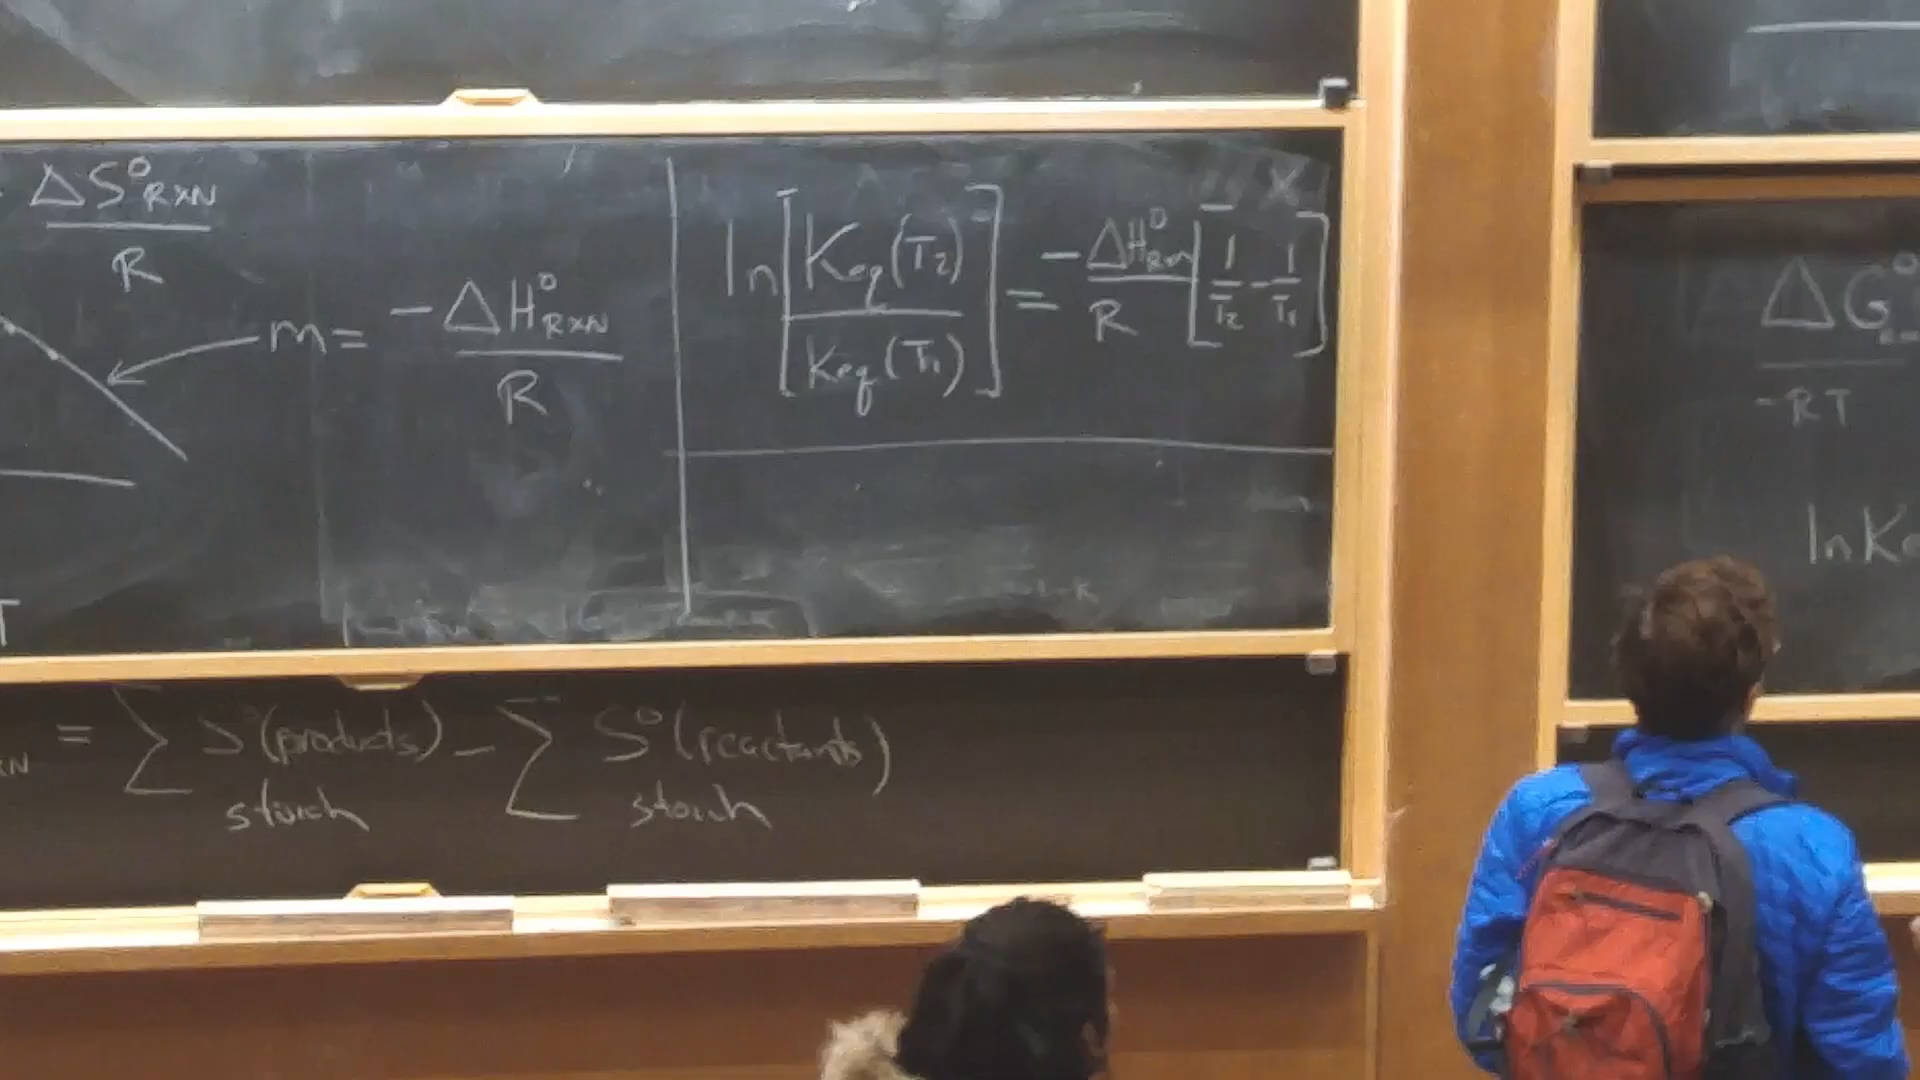 ΔS°RXN
R
m = -ΔH°RXN
R
ln[Keq(T2)/Keq(T1)] = -ΔH°Rxn/R [1/T2 - 1/T1]
ΔG°
-RT
ln K
T
= Σ S°(products) - Σ S°(reactants)
stoich stoich